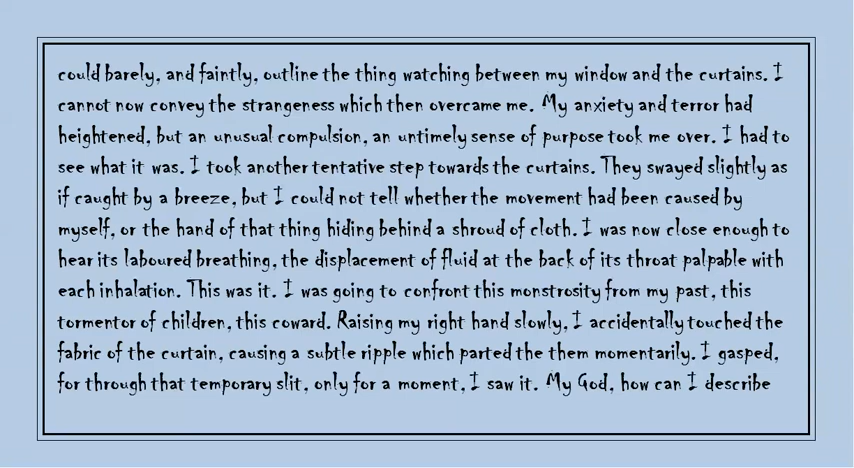 could barely, and faintly, outline the thing watching between my window and the curtains. I
cannot now convey the strangeness which then overcame me. My anxiety and terror had
heightened, but an unusual compulsion, an untimely sense of purpose took me over. I had to
see what it was. I took another tentative step towards the curtains. They swayed slightly as
if caught by a breeze, but I could not tell whether the movement had been caused by
myself, or the hand of that thing hiding behind a shroud of cloth. I was now close enough to
hear its laboured breathing, the displacement of fluid at the back of its throat palpable with
each inhalation. This was it. I was going to confront this monstrosity from my past, this
tormentor of children, this coward. Raising my right hand slowly, I accidentally touched the
fabric of the curtain, causing a subtle ripple which parted the them momentarily. I gasped,
for through that temporary slit, only for a moment, I saw it. My God, how can I describe